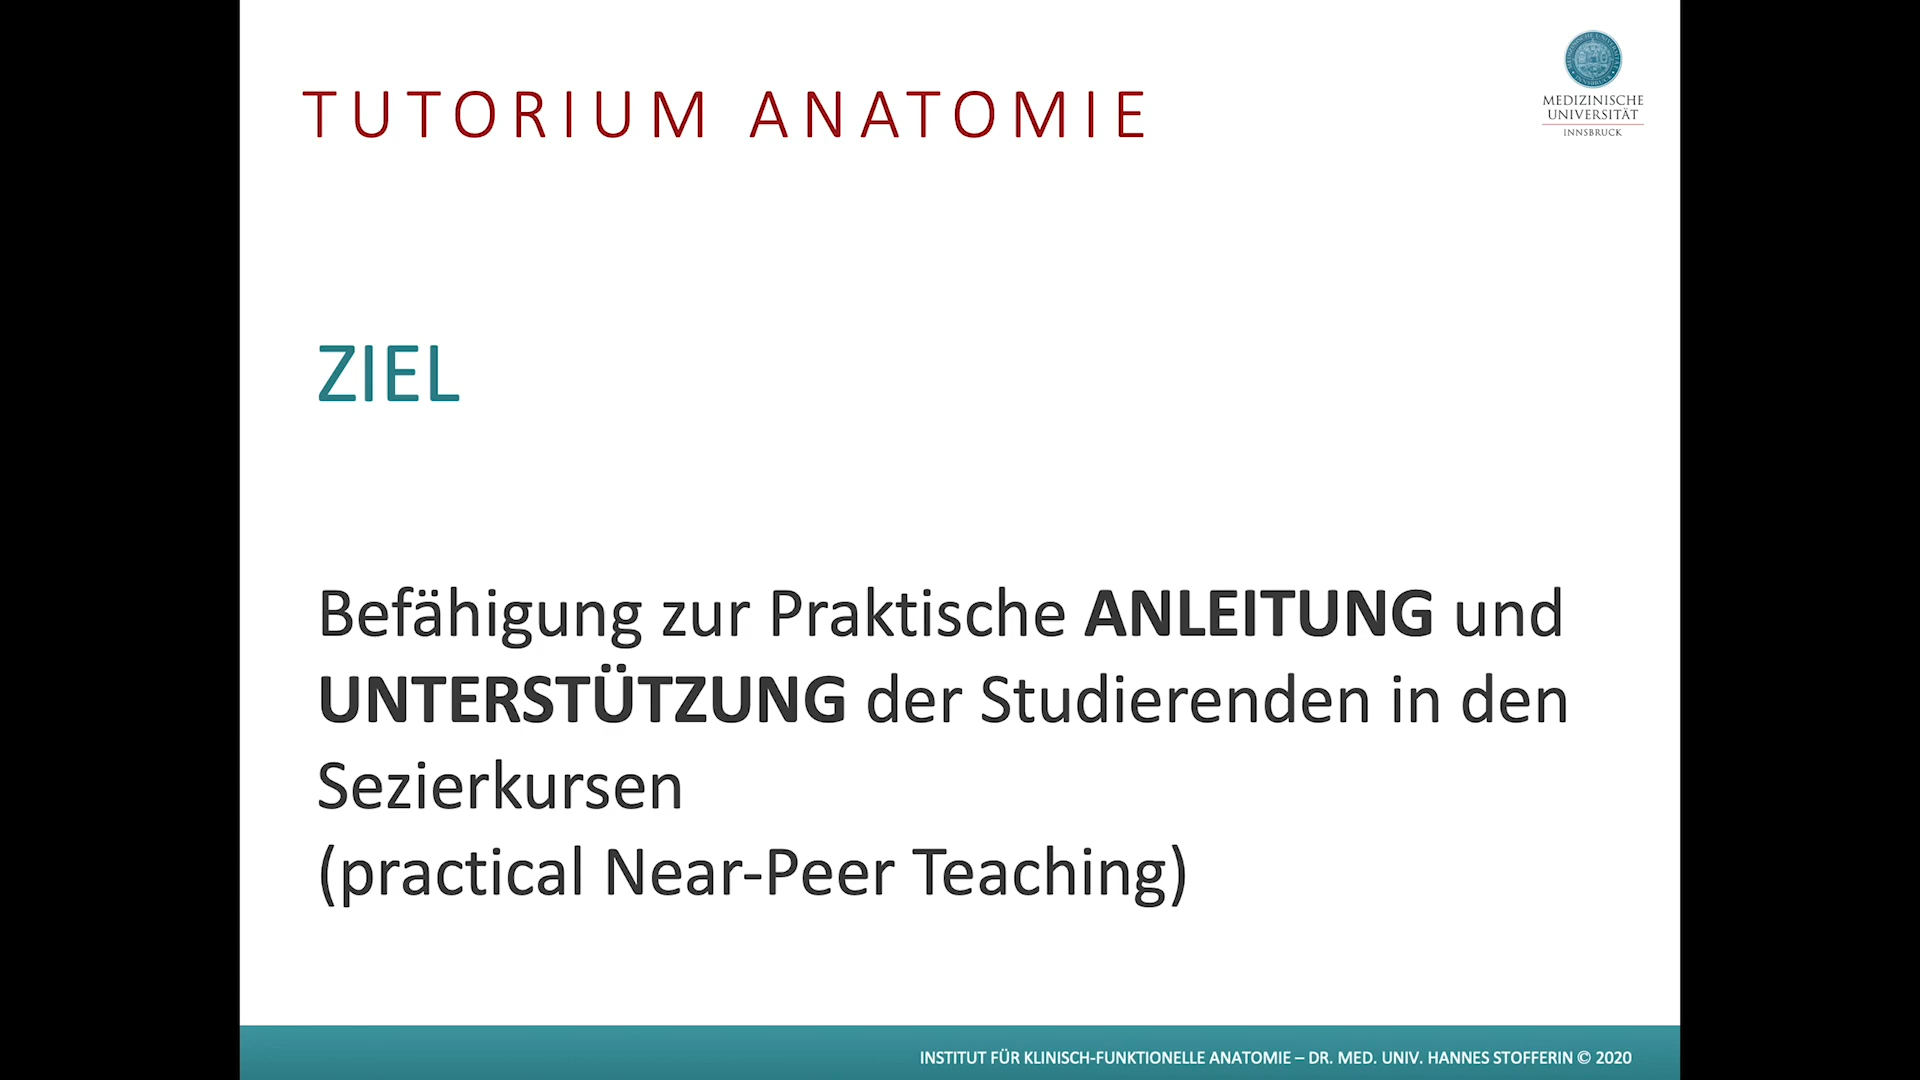 TUTORIUM ANATOMIE
MEDIZINISCHE
UNIVERSITÄT
INNSBRUCK
ZIEL
Befähigung zur Praktische ANLEITUNG und
UNTERSTÜTZUNG der Studierenden in den
Sezierkursen
(practical Near-Peer Teaching)
INSTITUT FÜR KLINISCH-FUNKTIONELLE ANATOMIE – DR. MED. UNIV. HANNES STOFFERIN © 2020